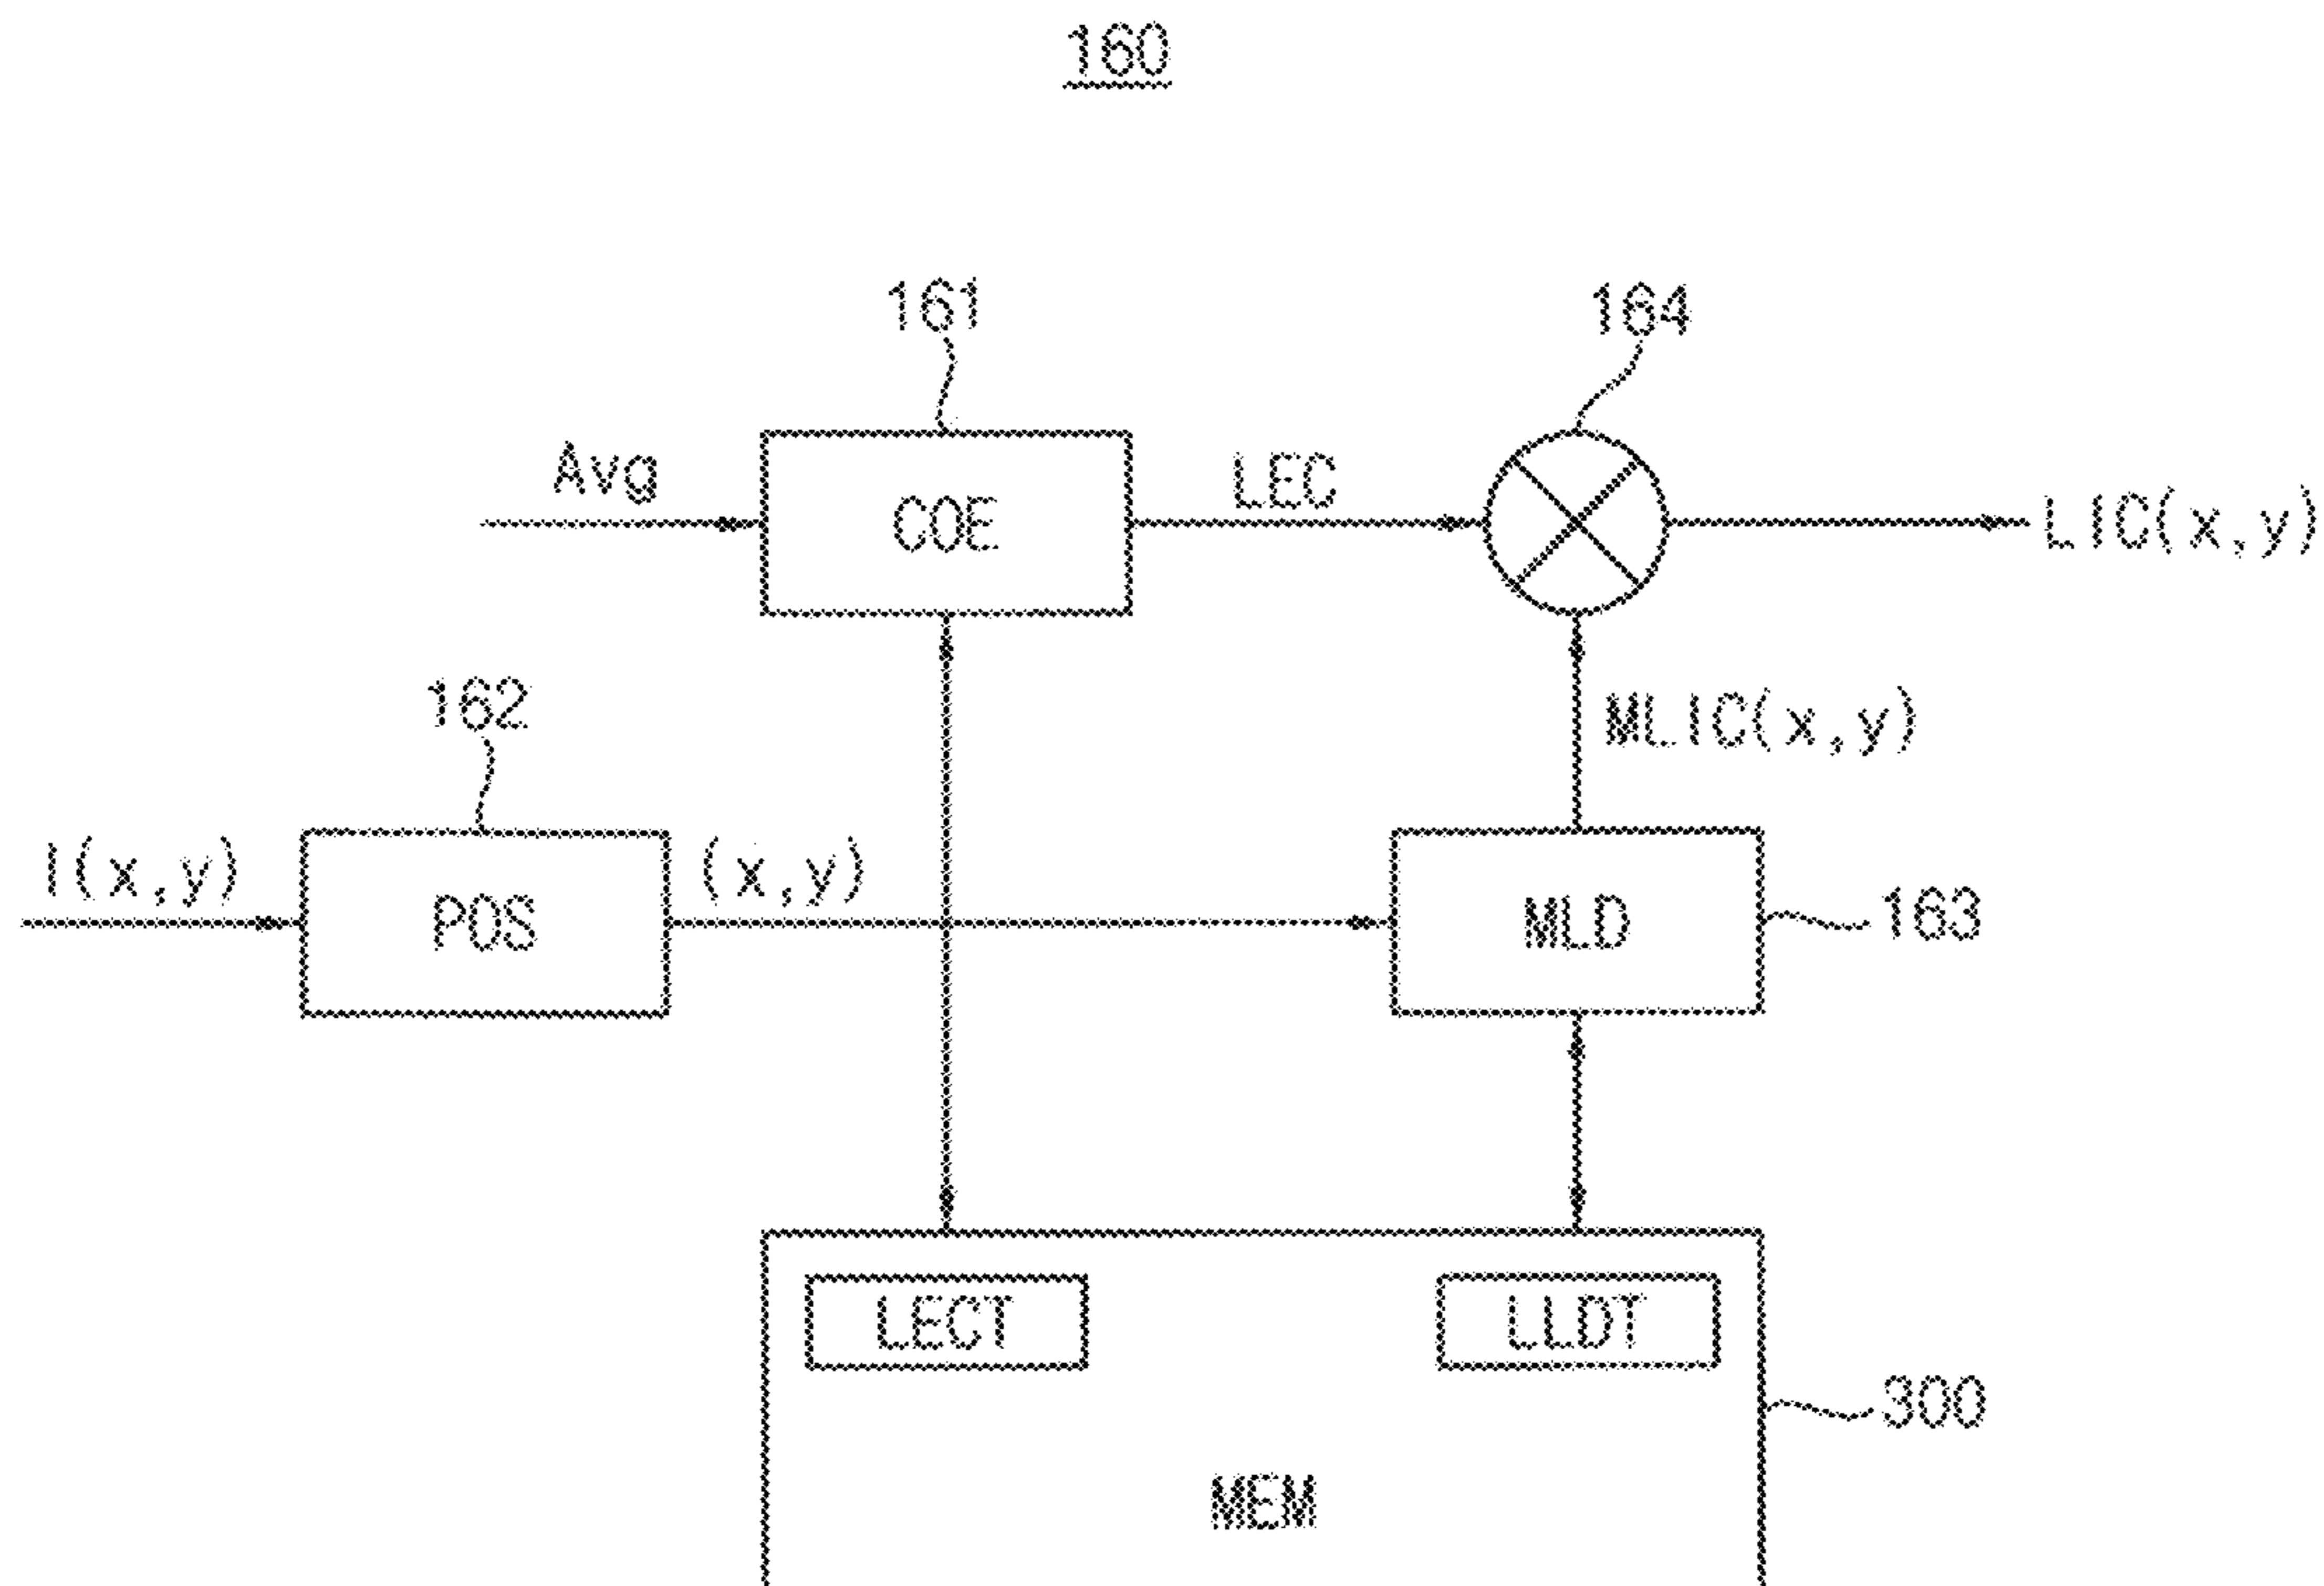 160
161
164
Avg
COE
LEC
LIC(x,y)
162
MLIC(x,y)
I(x,y)
POS
(x,y)
MLD
163
LECT
LLDT
300
MEM